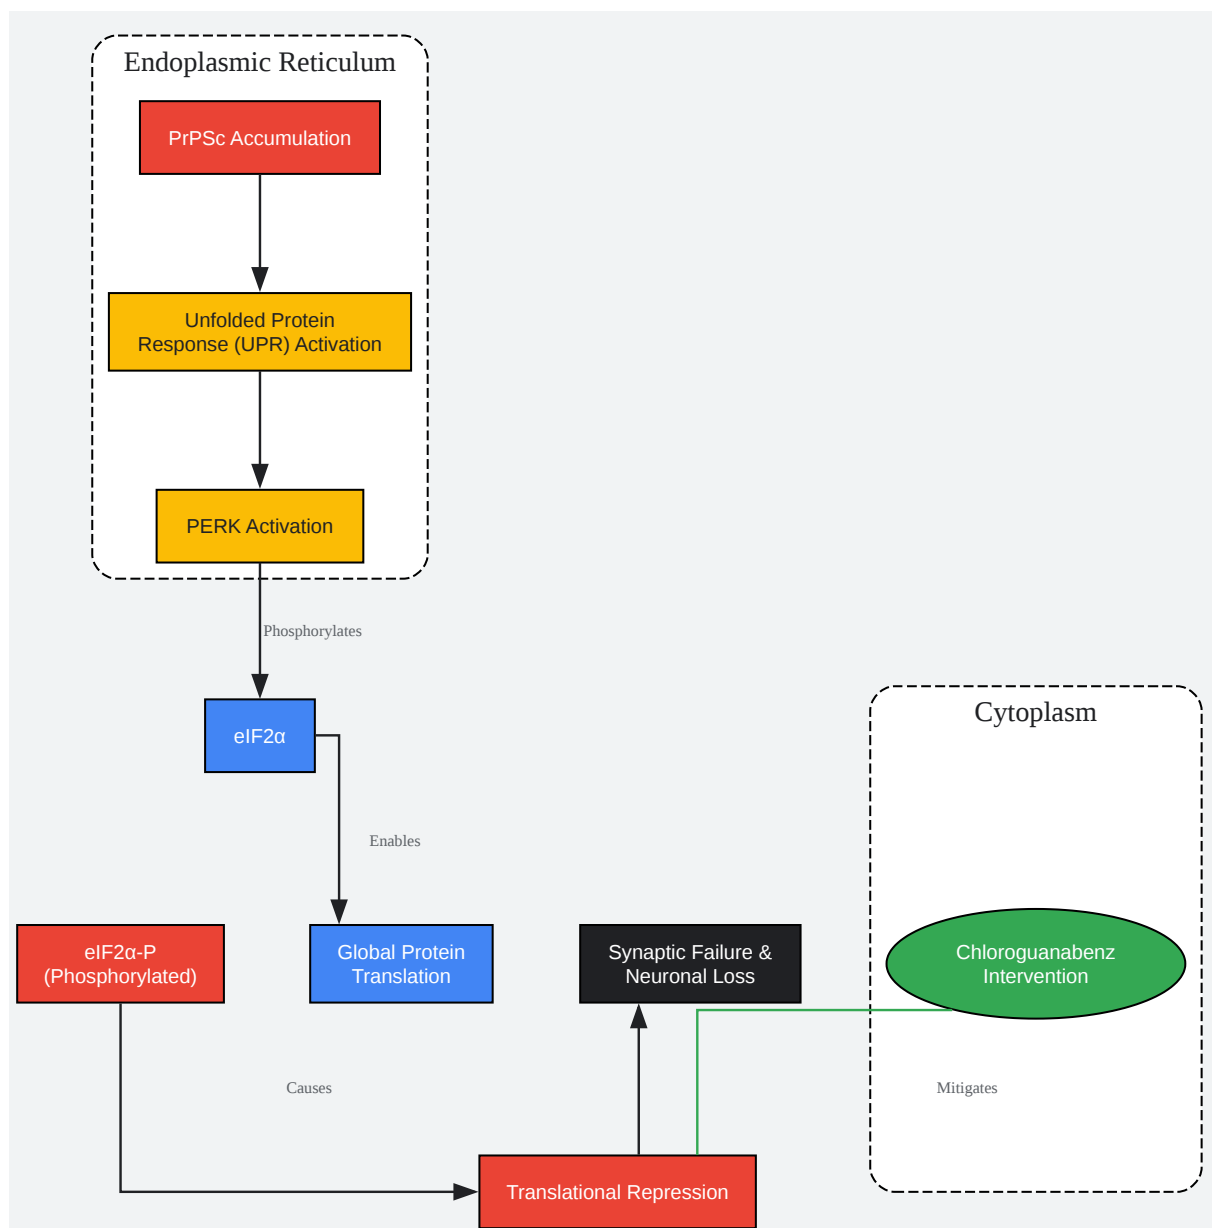 Endoplasmic Reticulum
PrPSc Accumulation
Unfolded Protein
Response (UPR) Activation
PERK Activation
Phosphorylates
eIF2α
Cytoplasm
Enables
eIF2α-P
(Phosphorylated)
Global Protein
Translation
Synaptic Failure &
Neuronal Loss
Chloroguanabenz
Intervention
Causes
Mitigates
Translational Repression